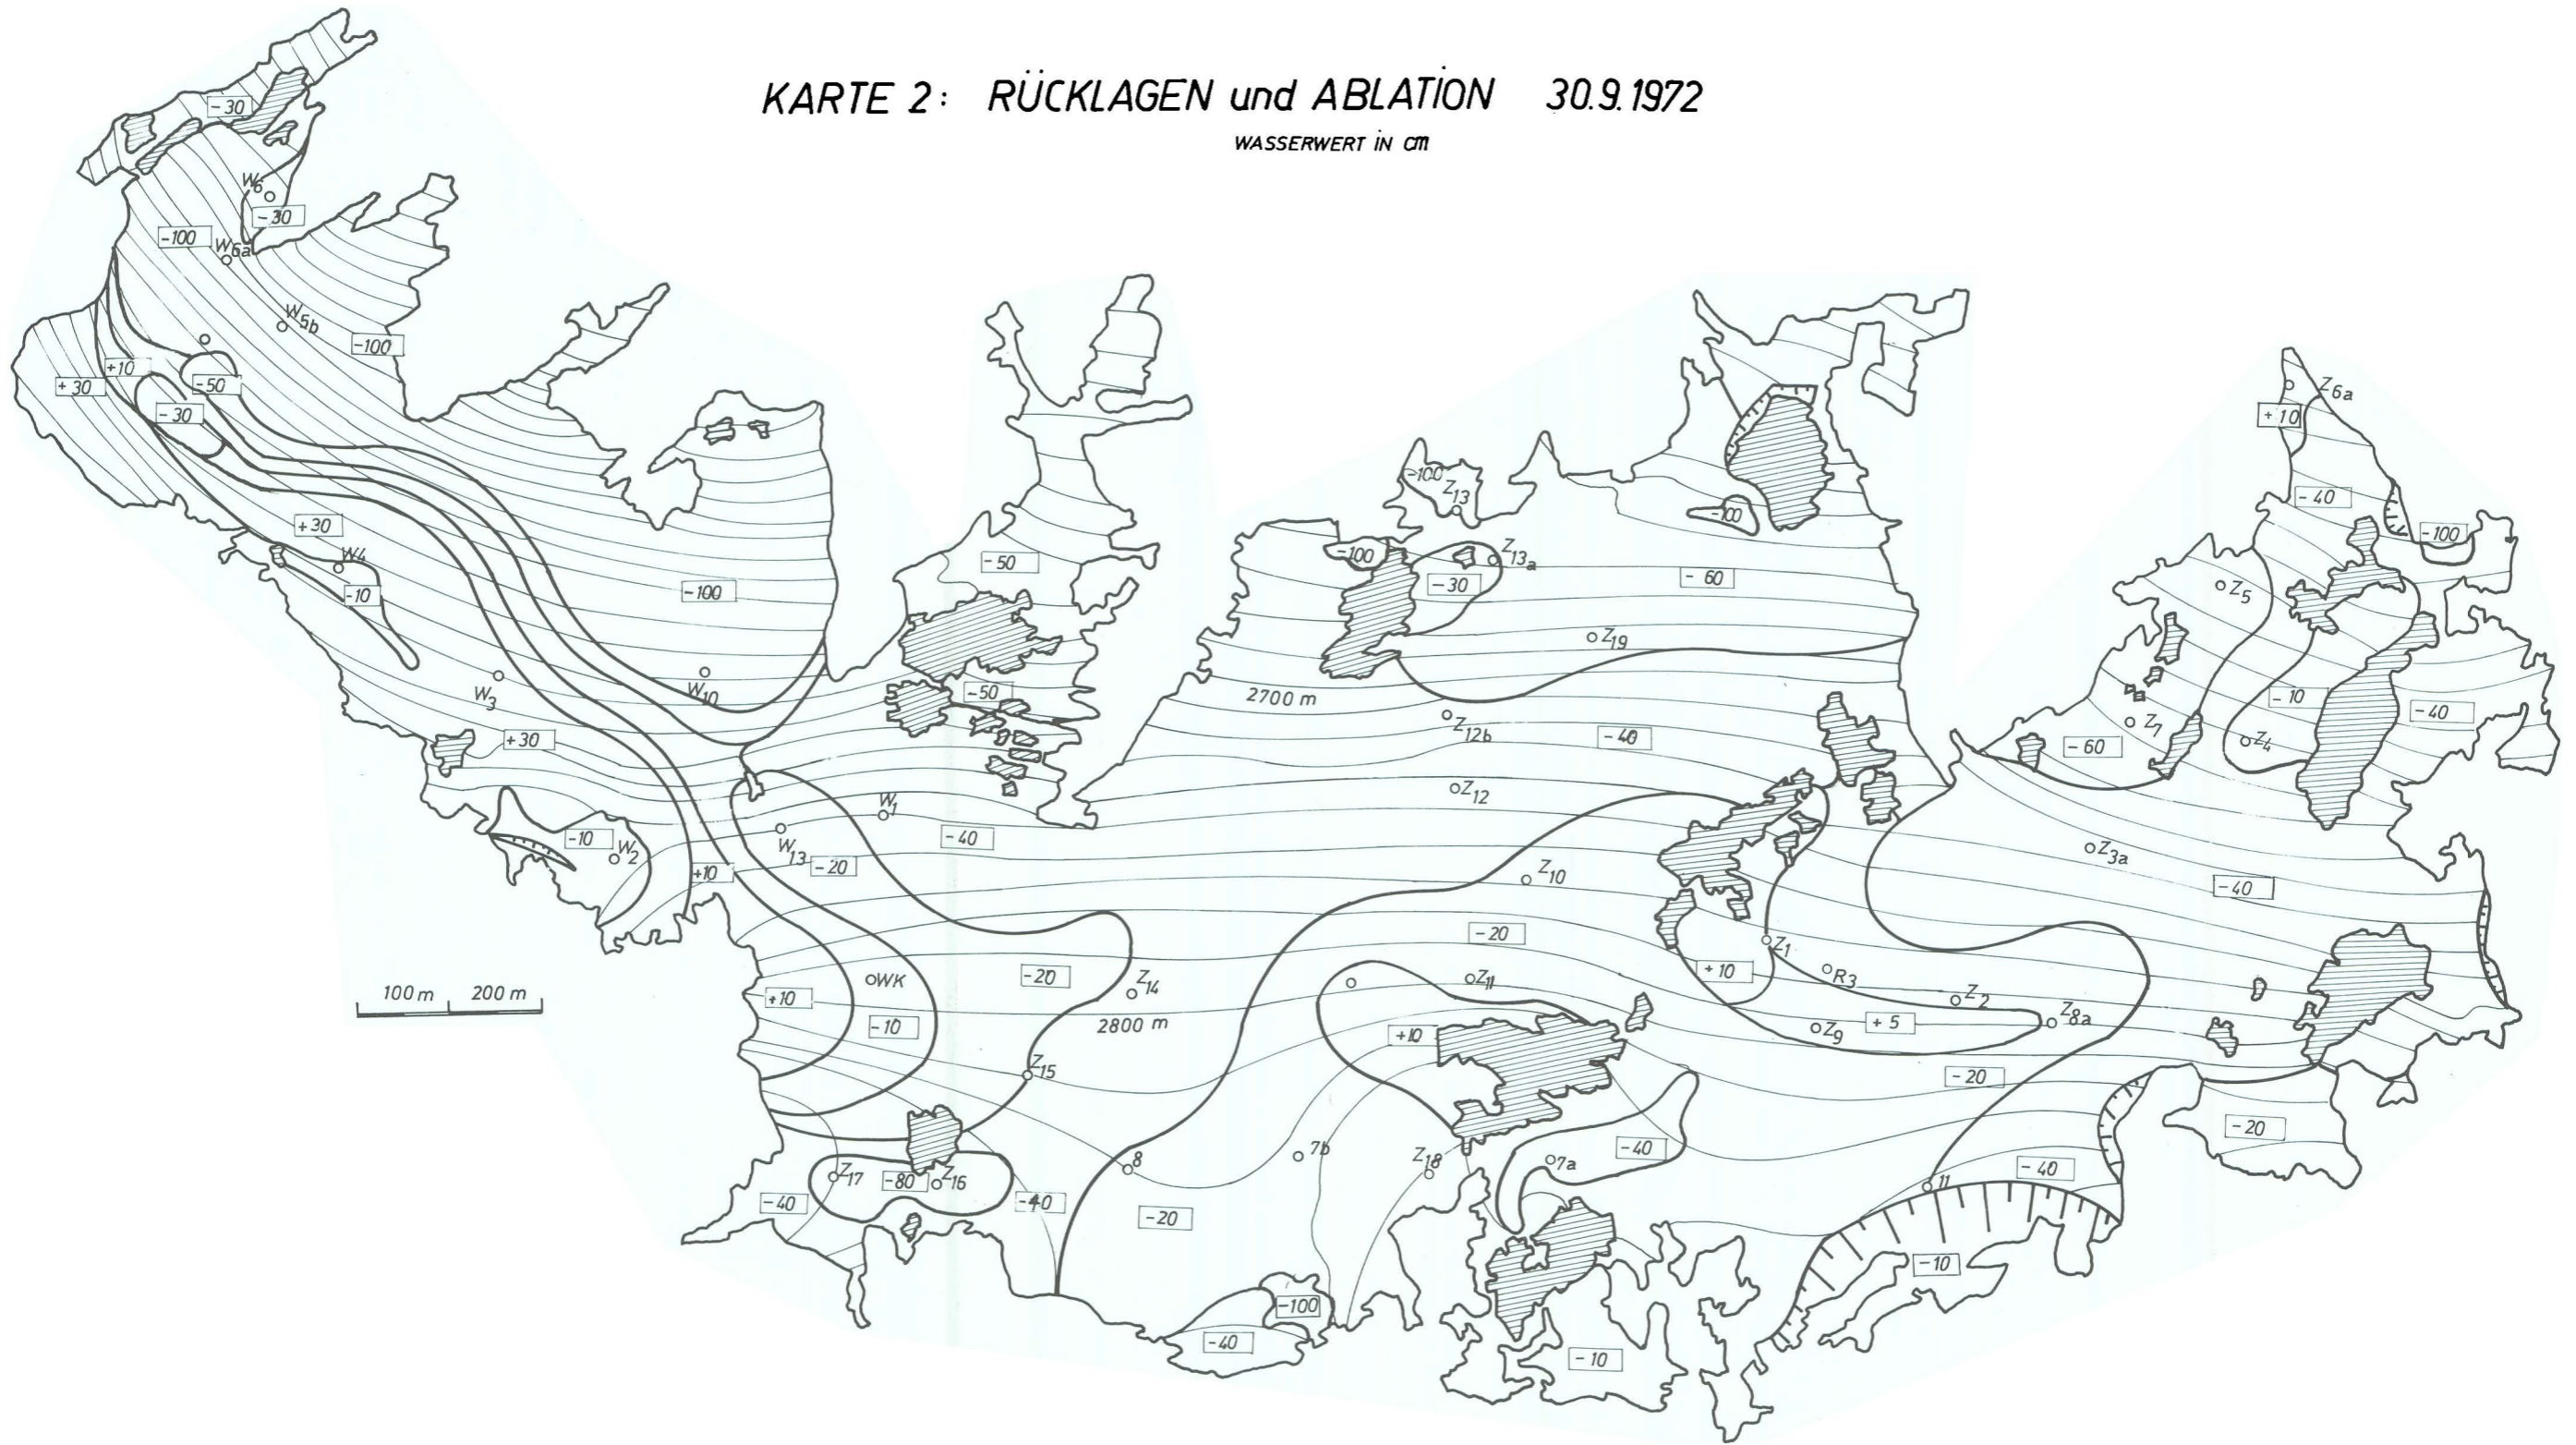 KARTE 2: RÜCKLAGEN und ABLATION 30.9.1972
WASSERWERT IN cm
-30
W6
-30
-100
W6a
W5b
-100
+10
+30
-50
-30
+30
W4
-10
-100
W3
W10
+30
-50
-50
-10
W2
+10
W1
W13
-20
-40
100 m 200 m
WK
+10
-10
-20
Z14
2800 m
Z15
Z17
-80
Z16
-40
-40
8
-20
7b
Z18
-100
-40
-100
Z13
-100
-100
Z13a
-30
-60
Z19
2700 m
Z12b
-40
Z12
Z10
-20
Z11
+10
Z1
+10
R3
Z2
Z9
+5
Z8a
-20
7a
-40
11
-40
-20
-10
-10
Z6a
+10
-40
-100
Z5
-10
-40
Z7
Z4
-60
Z3a
-40